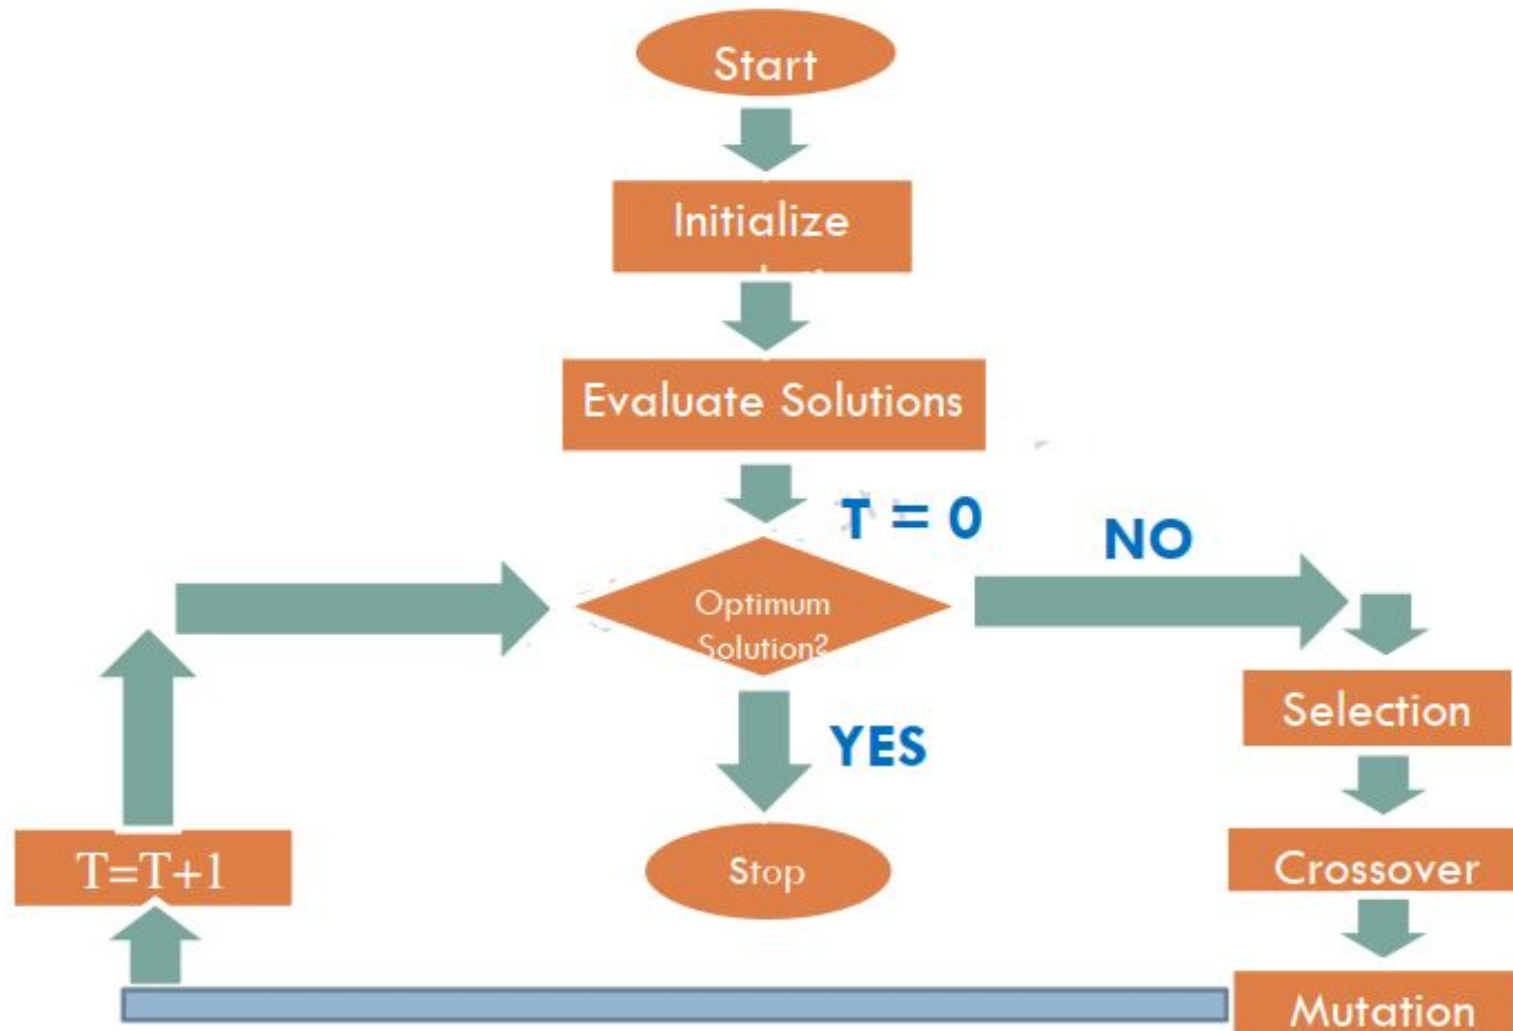 Start
Initialize
Evaluate Solutions
T = 0
NO
Optimum
Solution?
YES
Selection
Crossover
Mutation
T=T+1
Stop